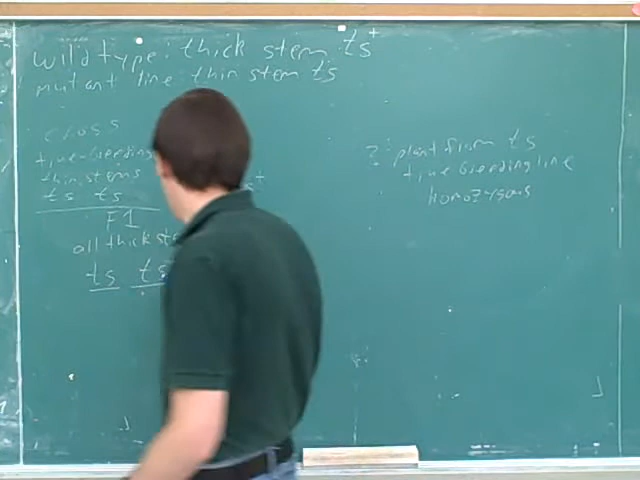 wild type: thick stem ts+
mutant line thin stem ts
cross
true-breeding
thin stems
ts ts
F1
all thick ste
ts ts
?: plant from ts
true breeding line
homozygous